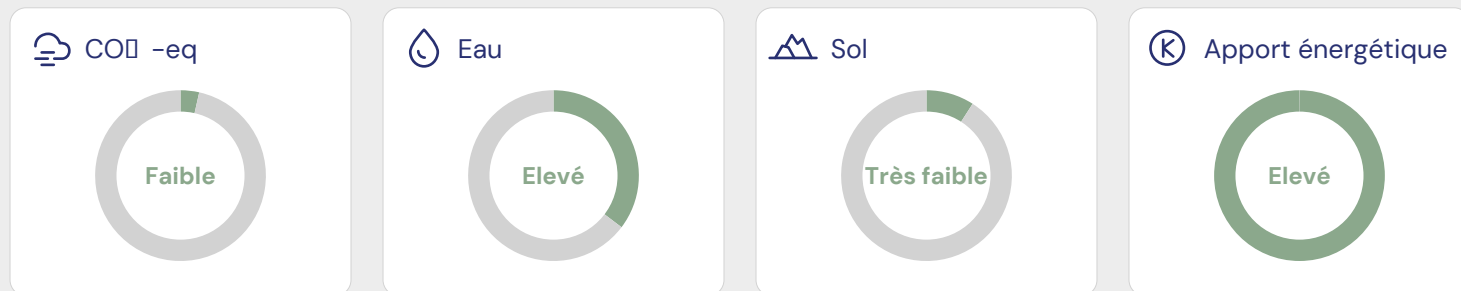 CO▯ -eq
Eau
Sol
Apport énergétique
Faible
Elevé
Très faible
Elevé